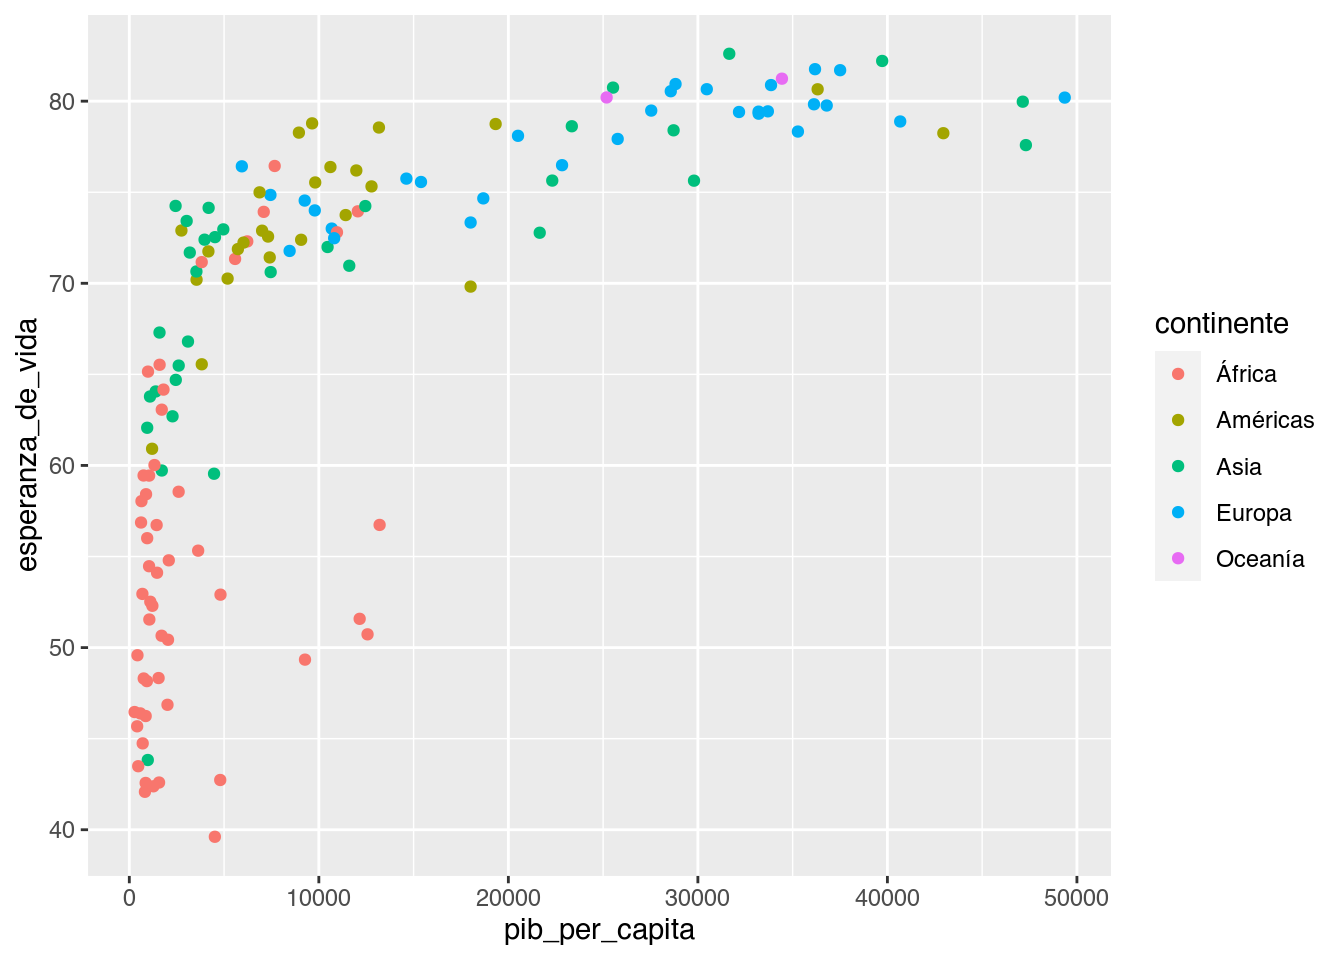 esperanza_de_vida
80
70
60
50
40
0 10000 20000 30000 40000 50000
pib_per_capita
continente
África
Américas
Asia
Europa
Oceanía